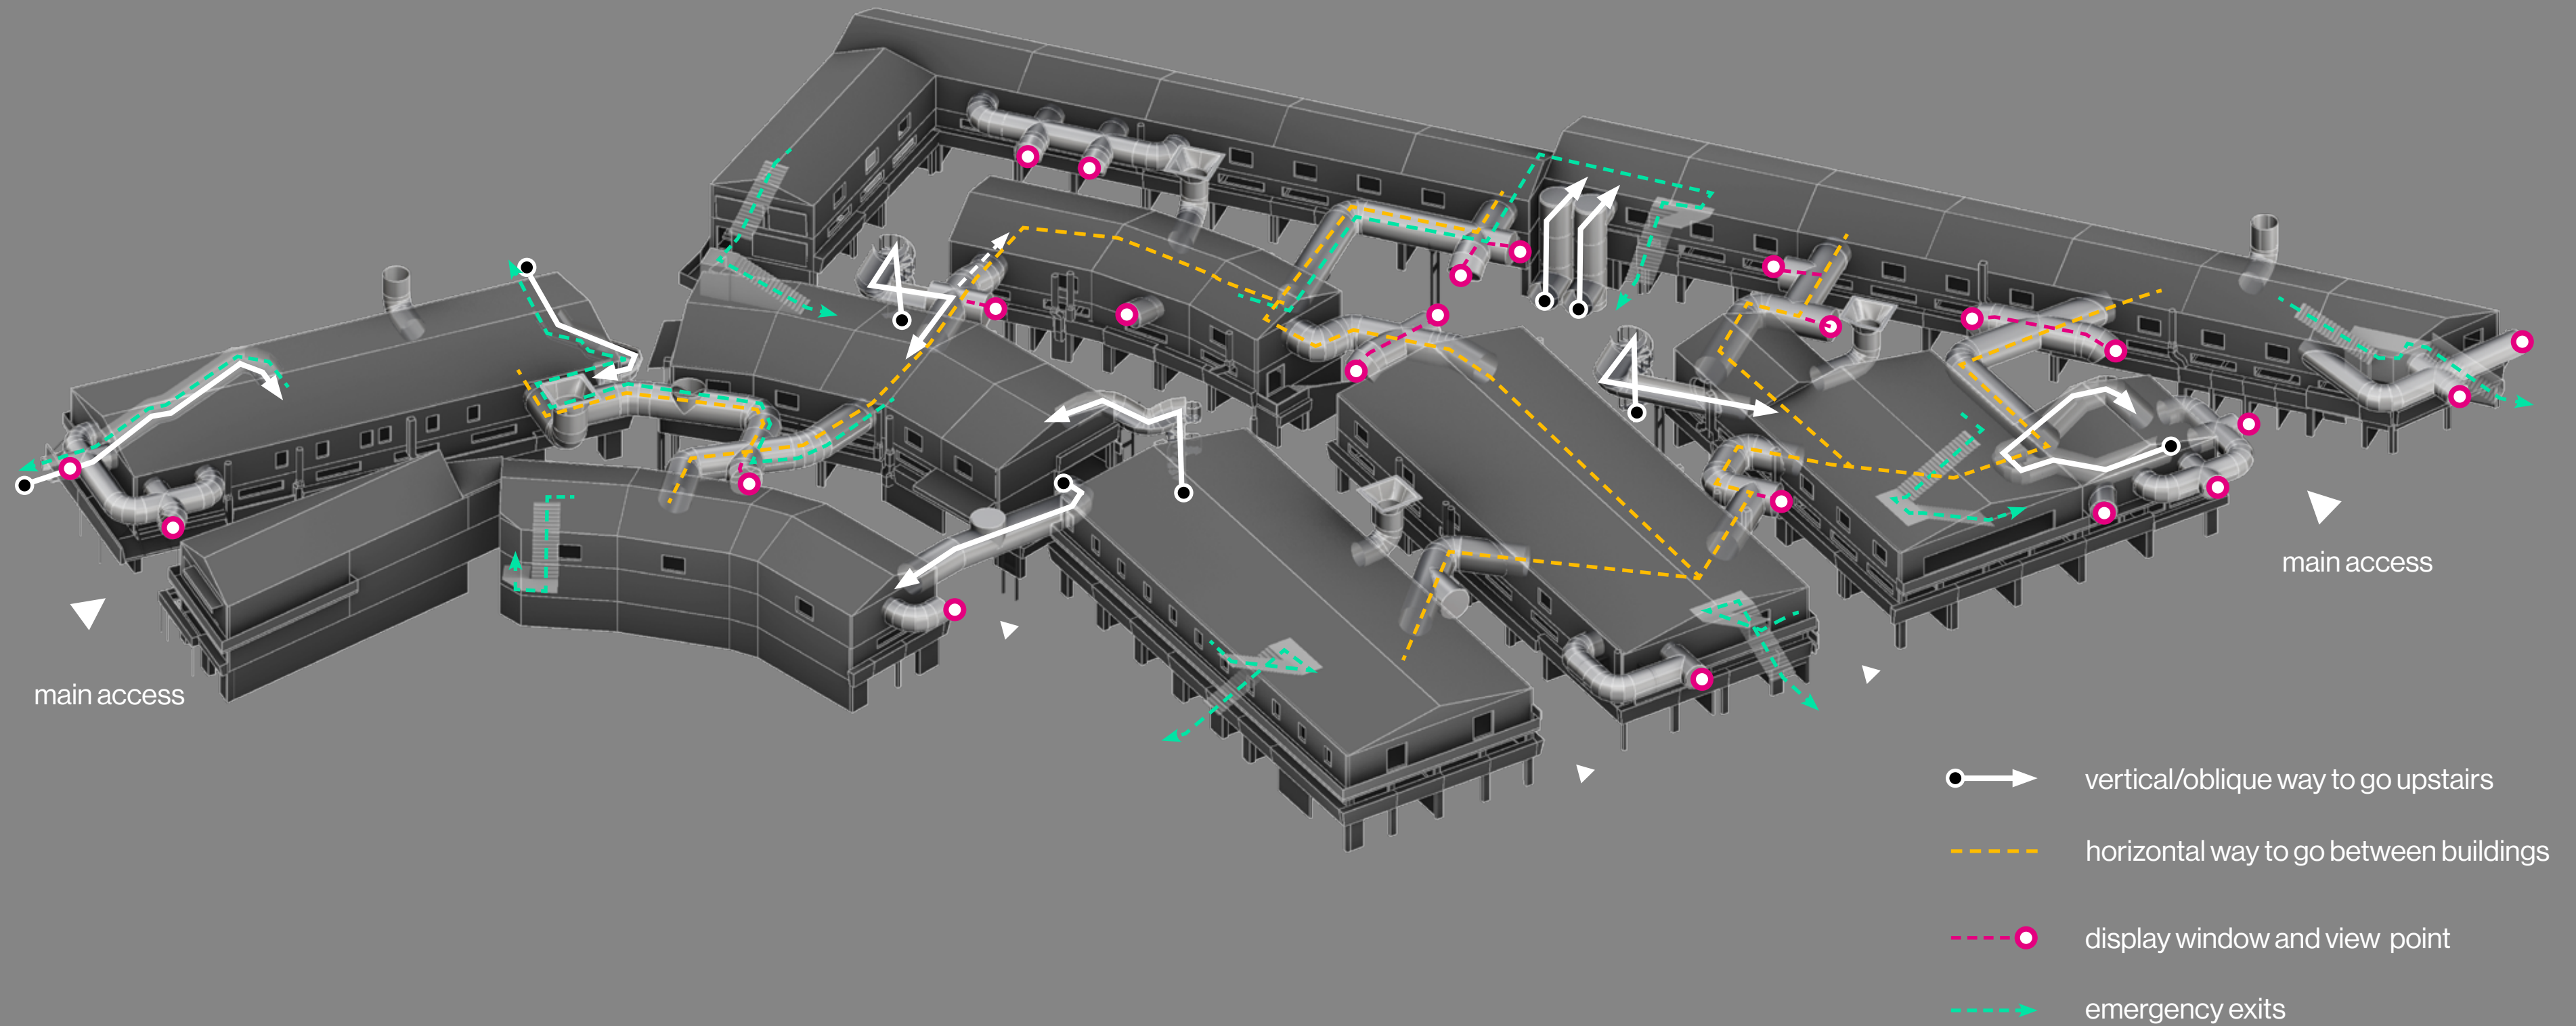 main access
main access
vertical/oblique way to go upstairs
horizontal way to go between buildings
display window and view point
emergency exits